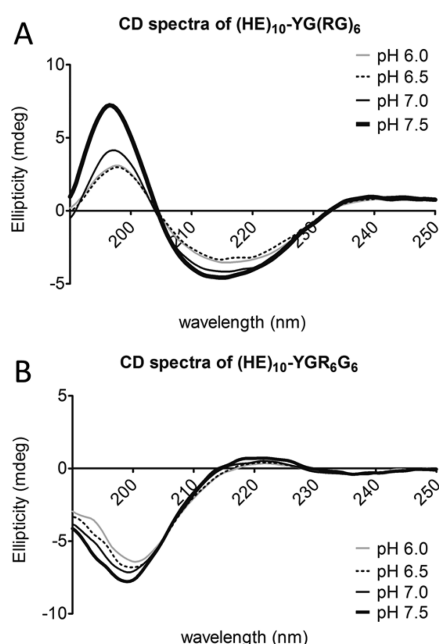 A
CD spectra of (HE)₁₀-YG(RG)₆
pH 6.0
pH 6.5
pH 7.0
pH 7.5
10
5
0
-5
Ellipticity (mdeg)
200
210
220
230
240
250
wavelength (nm)
B
CD spectra of (HE)₁₀-YGR₆G₆
5
0
-5
-10
Ellipticity (mdeg)
200
210
220
230
240
250
pH 6.0
pH 6.5
pH 7.0
pH 7.5
wavelength (nm)